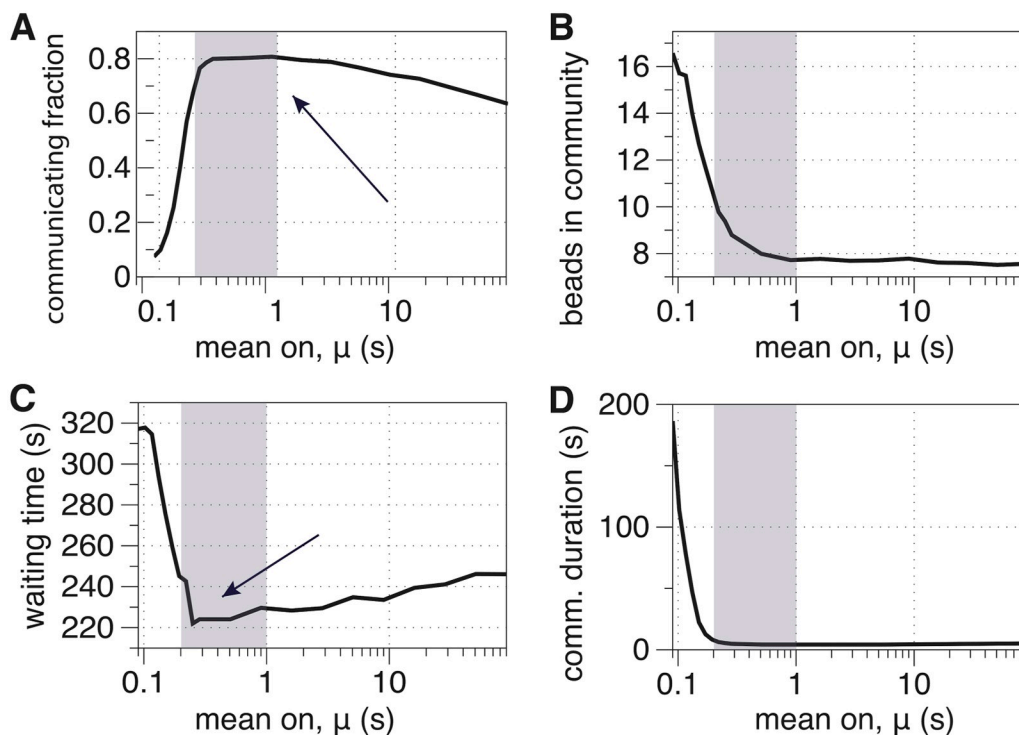 A
communicating fraction
0.8
0.6
0.4
0.2
0
0.1
1
10
mean on, μ (s)
B
beads in community
16
14
12
10
8
0.1
1
10
mean on, μ (s)
C
waiting time (s)
320
300
280
260
240
220
0.1
1
10
mean on, μ (s)
D
comm. duration (s)
200
100
0
0.1
1
10
mean on, μ (s)